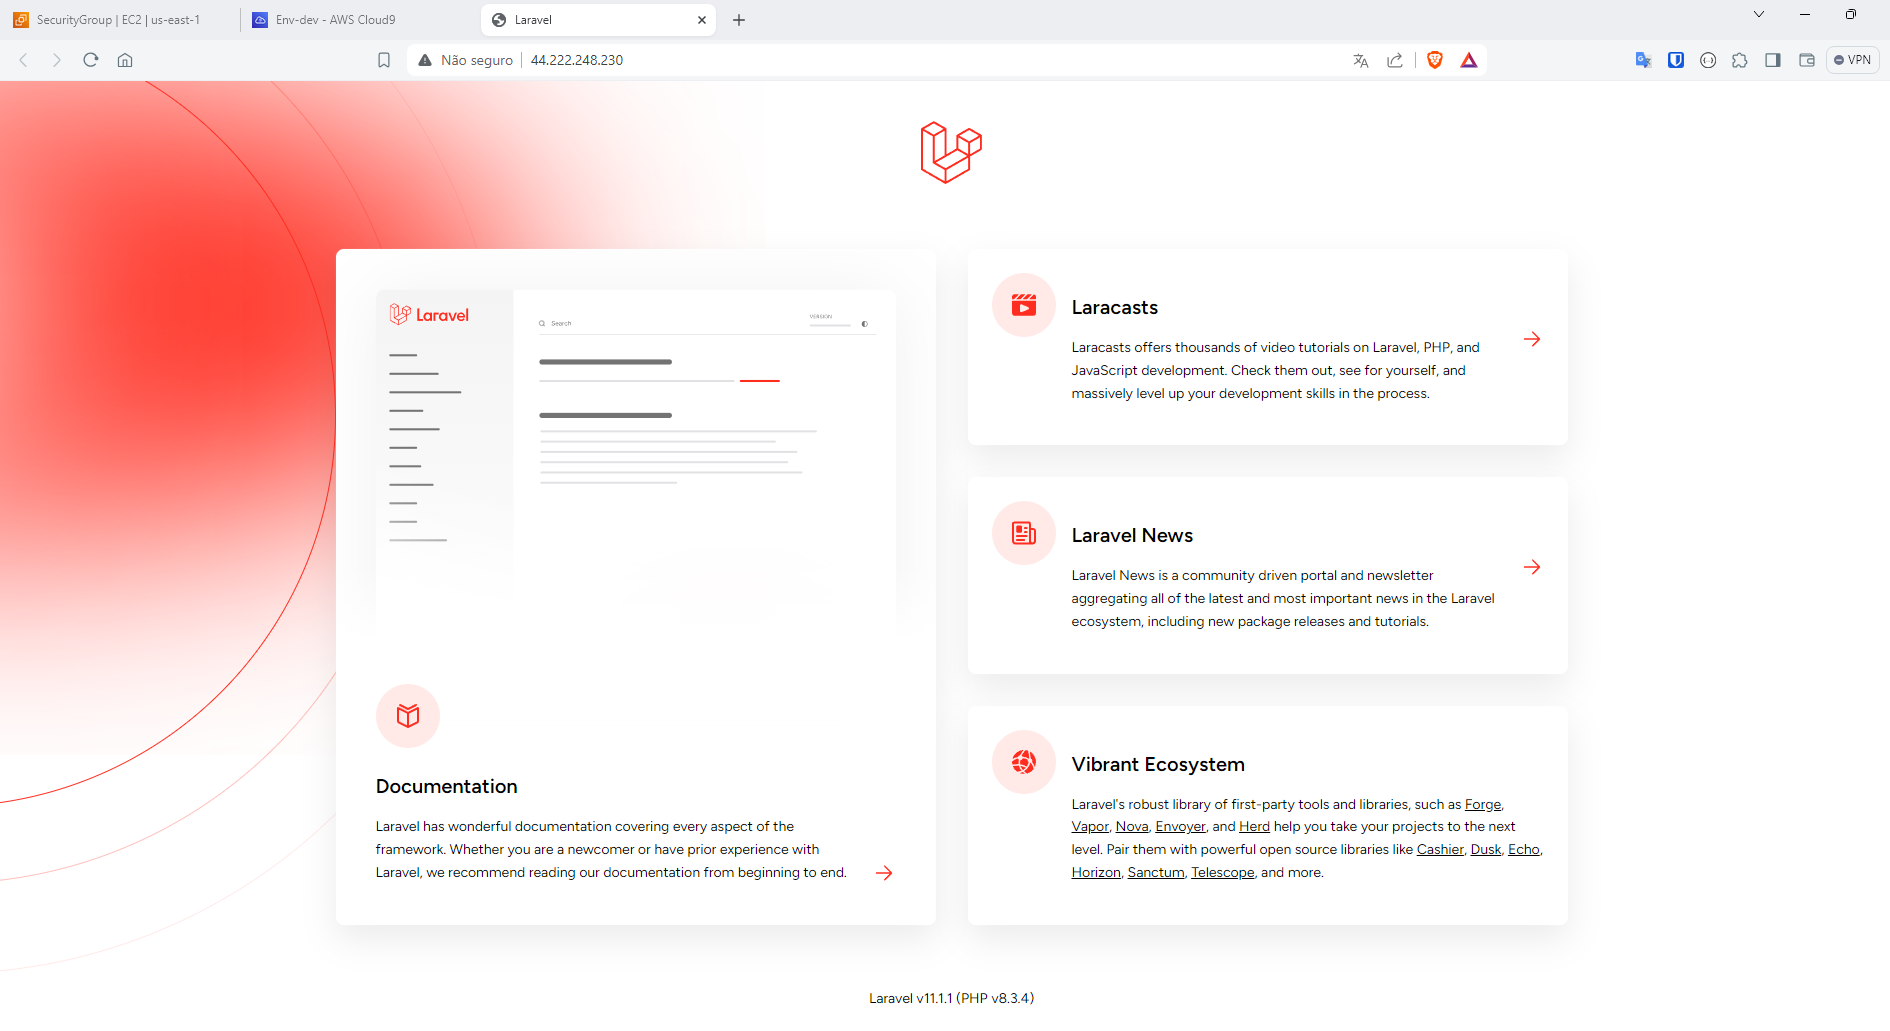 SecurityGroup | EC2 | us-east-1
Env-dev - AWS Cloud9
Laravel
Não seguro
44.222.248.230
VPN
Laravel
Search
VERSION
Documentation
Laravel has wonderful documentation covering every aspect of the
framework. Whether you are a newcomer or have prior experience with
Laravel, we recommend reading our documentation from beginning to end.
Laracasts
Laracasts offers thousands of video tutorials on Laravel, PHP, and
JavaScript development. Check them out, see for yourself, and
massively level up your development skills in the process.
Laravel News
Laravel News is a community driven portal and newsletter
aggregating all of the latest and most important news in the Laravel
ecosystem, including new package releases and tutorials.
Vibrant Ecosystem
Laravel's robust library of first-party tools and libraries, such as Forge,
Vapor, Nova, Envoyer, and Herd help you take your projects to the next
level. Pair them with powerful open source libraries like Cashier, Dusk, Echo,
Horizon, Sanctum, Telescope, and more.
Laravel v11.1.1 (PHP v8.3.4)